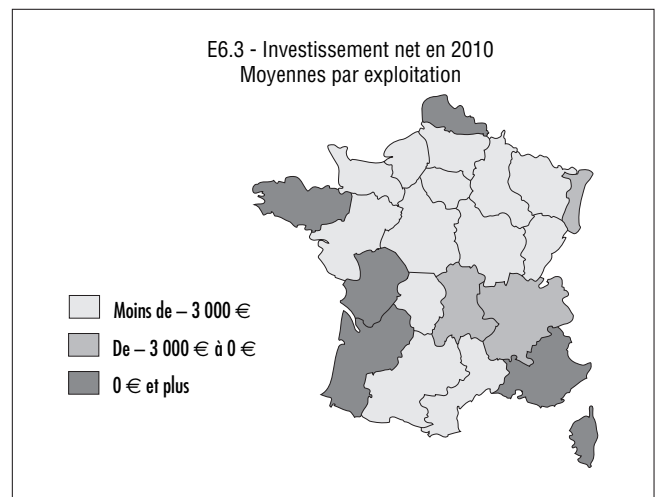 E6.3 - Investissement net en 2010
Moyennes par exploitation
Moins de – 3 000 €
De – 3 000 € à 0 €
0 € et plus